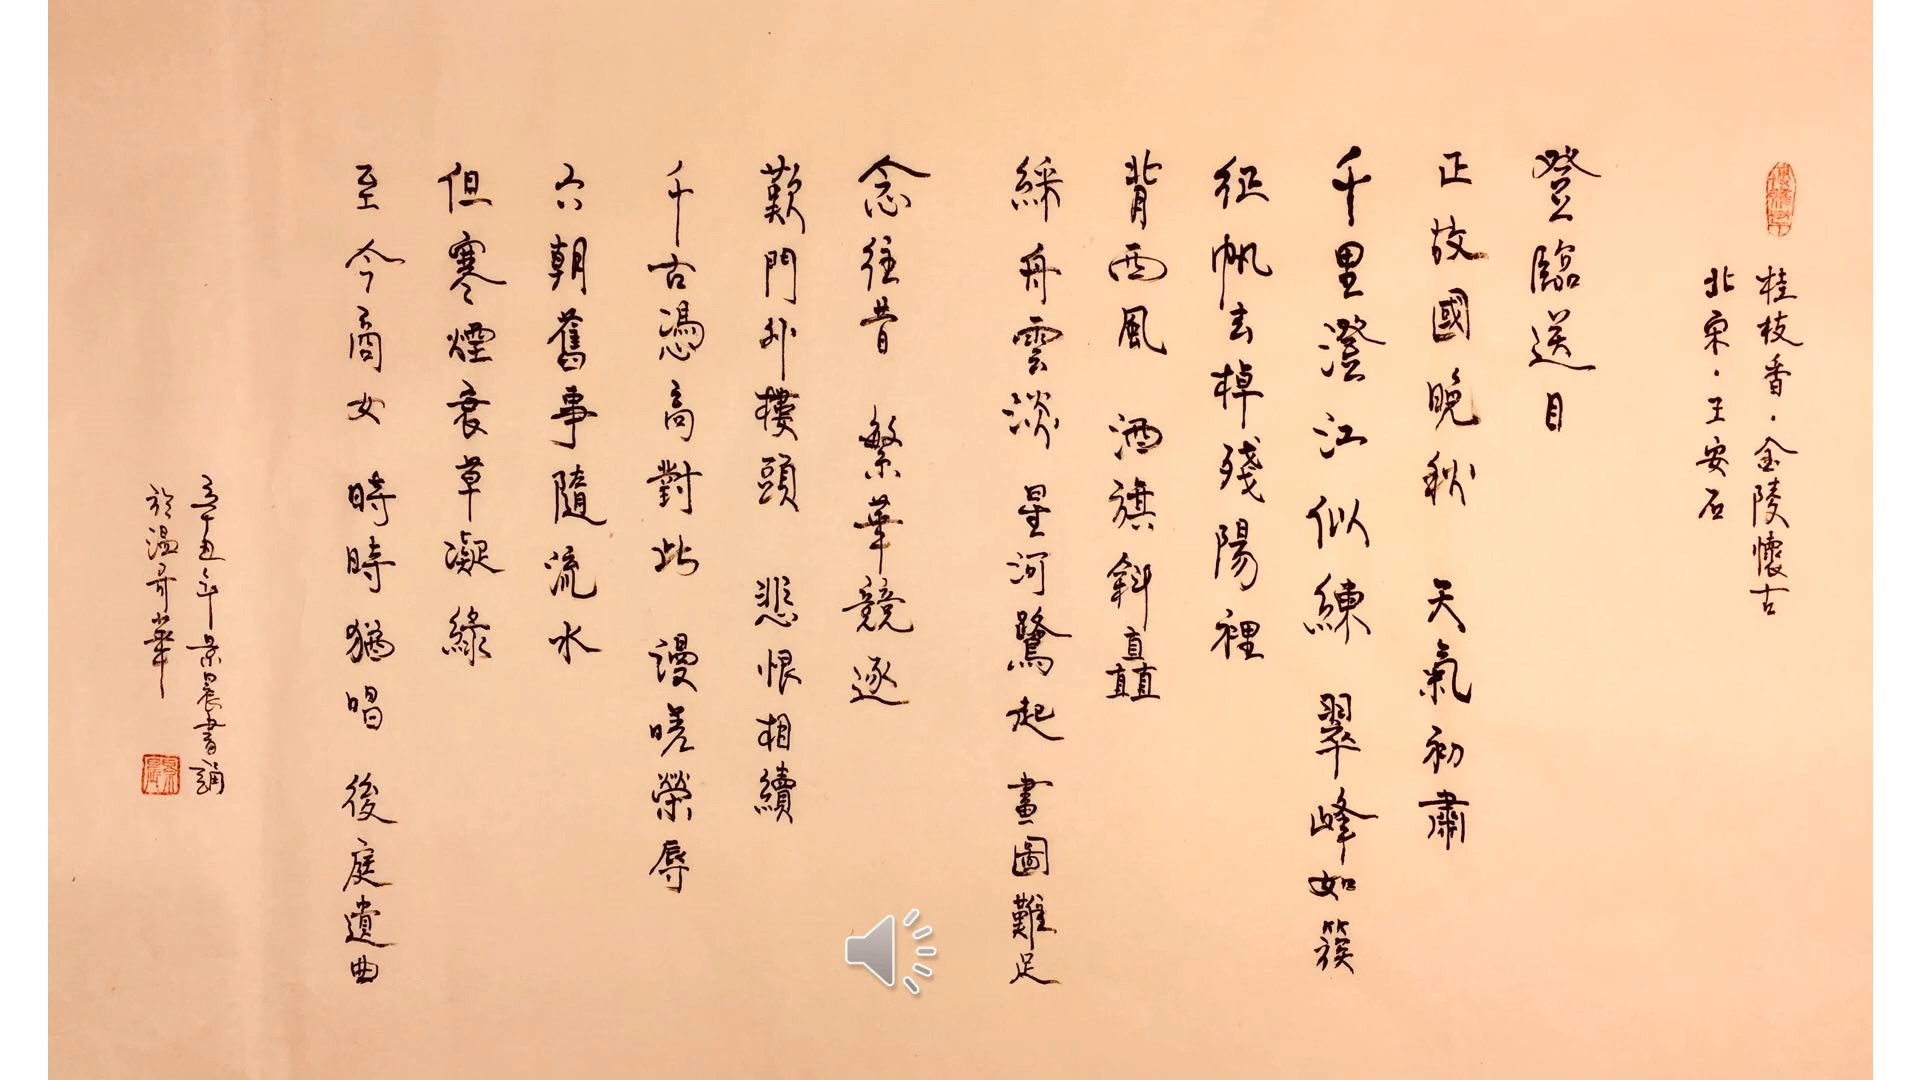 桂枝香·金陵懷古
北宋·王安石
登臨送目
正故國晚秋 天氣初肅
千里澄江似練 翠峰如簇
征帆去棹殘陽裡
背西風 酒旗斜矗
綵舟雲淡 星河鷺起 畫圖難足
念往昔 繁華競逐
歎門外樓頭 悲恨相續
千古憑高對此 謾嗟榮辱
六朝舊事隨流水
但寒煙衰草凝綠
至今商女 時時猶唱 後庭遺曲
辛丑年景晨書誦
於溫哥華